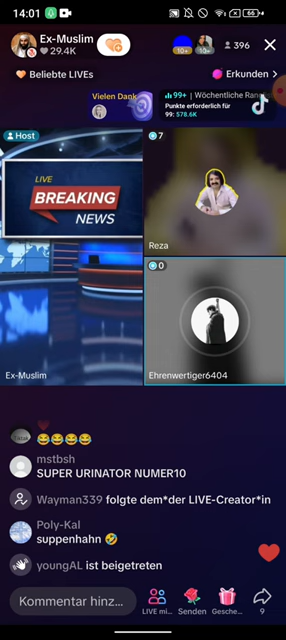 14:01
66
Ex-Muslim
29.4K
10+
10+
396
Beliebte LIVEs
Erkunden
Vielen Dank
99+ | Wöchentliche Ran
Punkte erforderlich für
99: 578.6K
Host
7
LIVE
BREAKING
NEWS
Reza
0
Ex-Muslim
Ehrenwertiger6404
😂😂😂😂
mstbsh
SUPER URINATOR NUMER10
Wayman339 folgte dem*der LIVE-Creator*in
Poly-Kal
suppenhahn 🤣
youngAL ist beigetreten
Kommentar hinz...
LIVE mi...
Senden
Gesche...
9